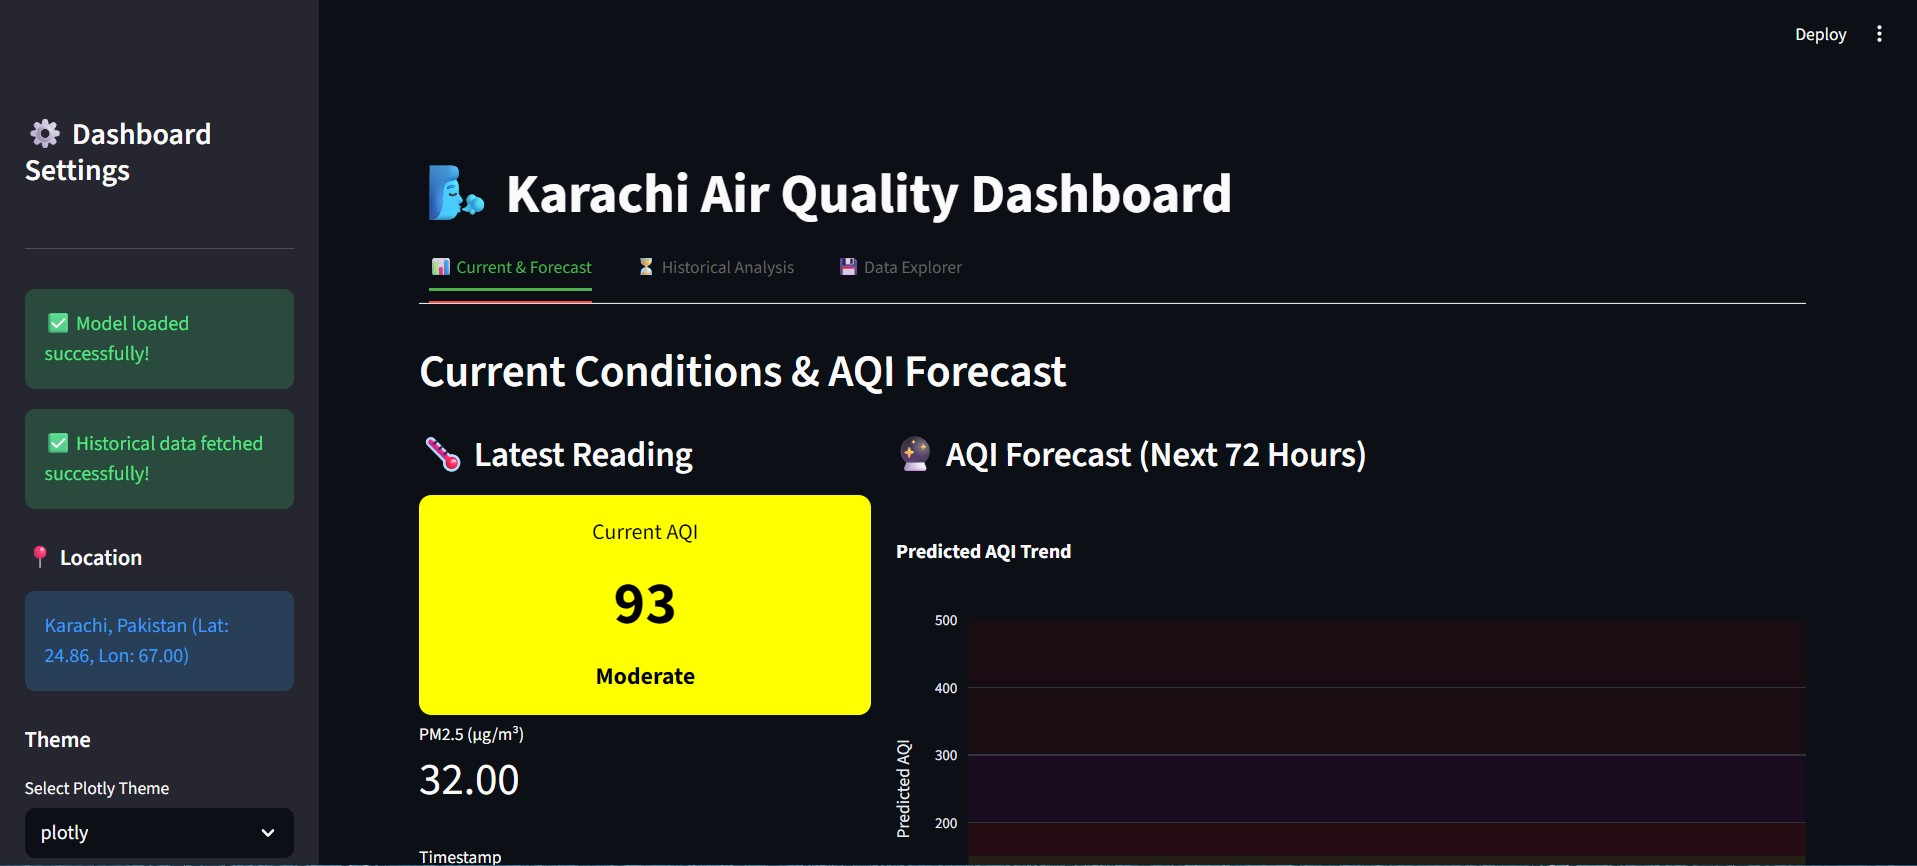 Deploy
Dashboard
Settings
Model loaded
successfully!
Historical data fetched
successfully!
Location
Karachi, Pakistan (Lat:
24.86, Lon: 67.00)
Theme
Select Plotly Theme
plotly
Karachi Air Quality Dashboard
Current & Forecast
Historical Analysis
Data Explorer
Current Conditions & AQI Forecast
Latest Reading
Current AQI
93
Moderate
PM2.5 (µg/m³)
32.00
Timestamp
AQI Forecast (Next 72 Hours)
Predicted AQI Trend
Predicted AQI
500
400
300
200